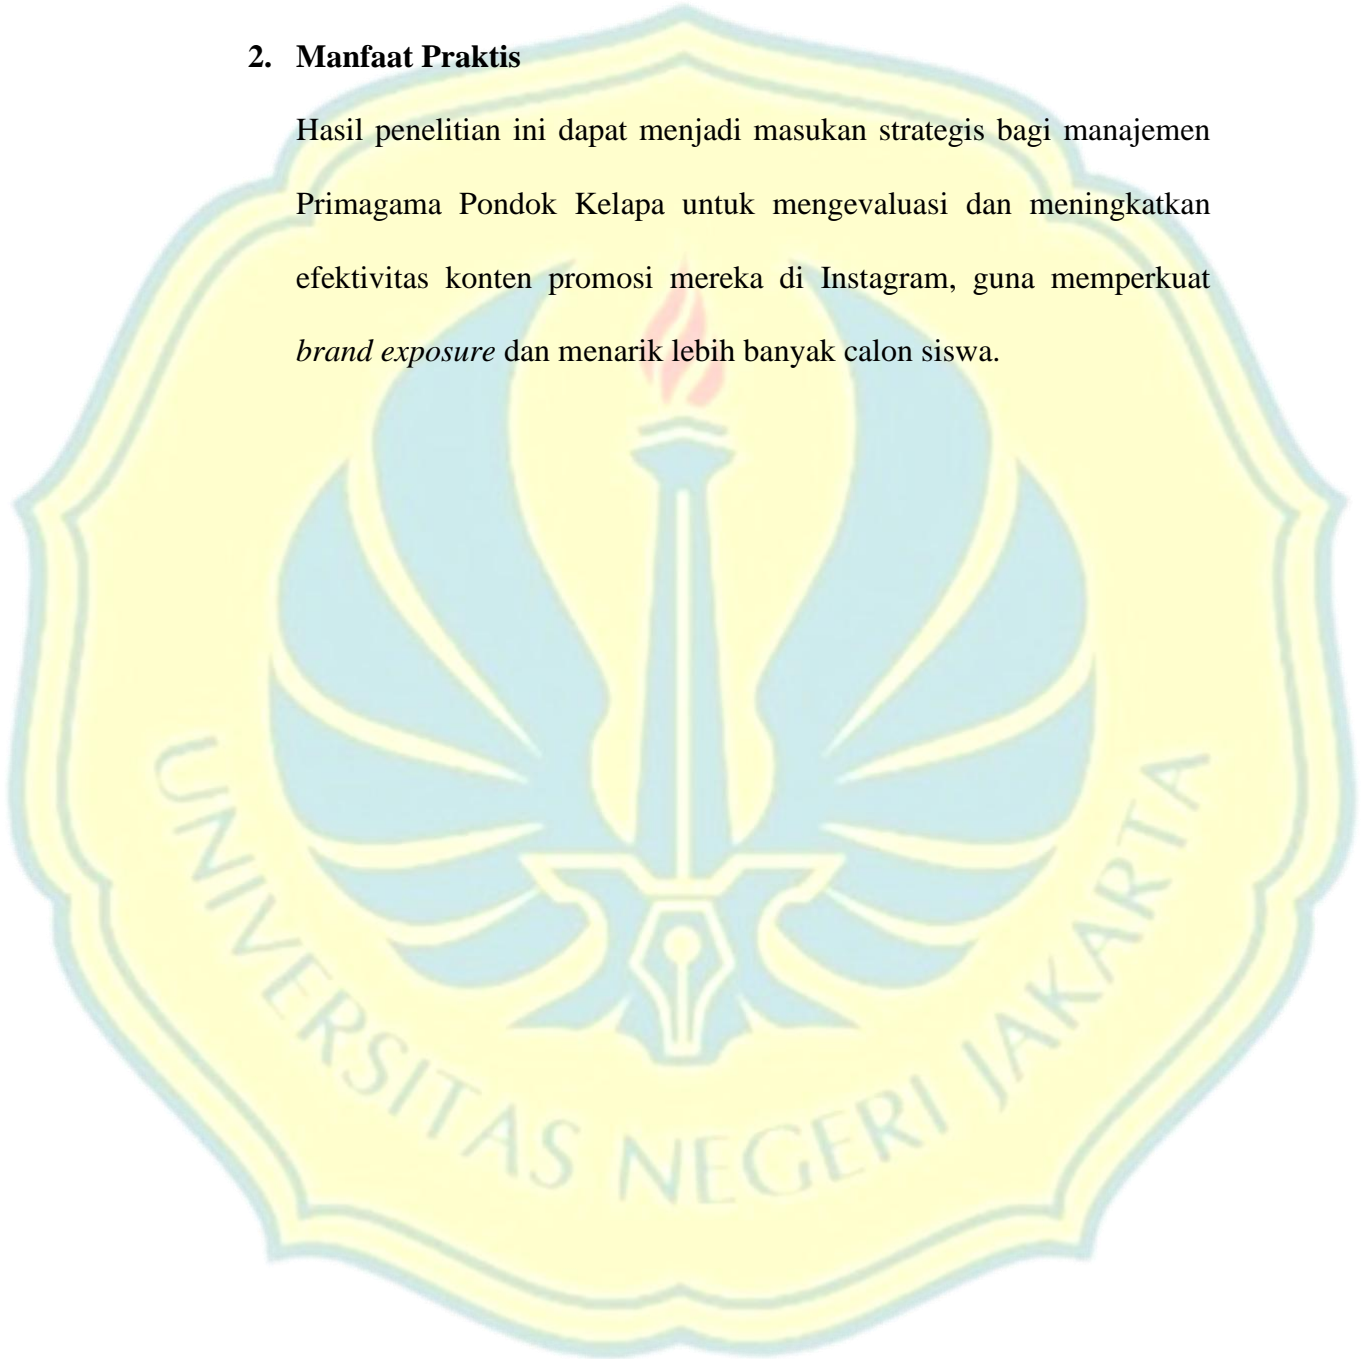 2. Manfaat Praktis
Hasil penelitian ini dapat menjadi masukan strategis bagi manajemen
Primagama Pondok Kelapa untuk mengevaluasi dan meningkatkan
efektivitas konten promosi mereka di Instagram, guna memperkuat
brand exposure dan menarik lebih banyak calon siswa.
UNIVERSITAS NEGERI JAKARTA